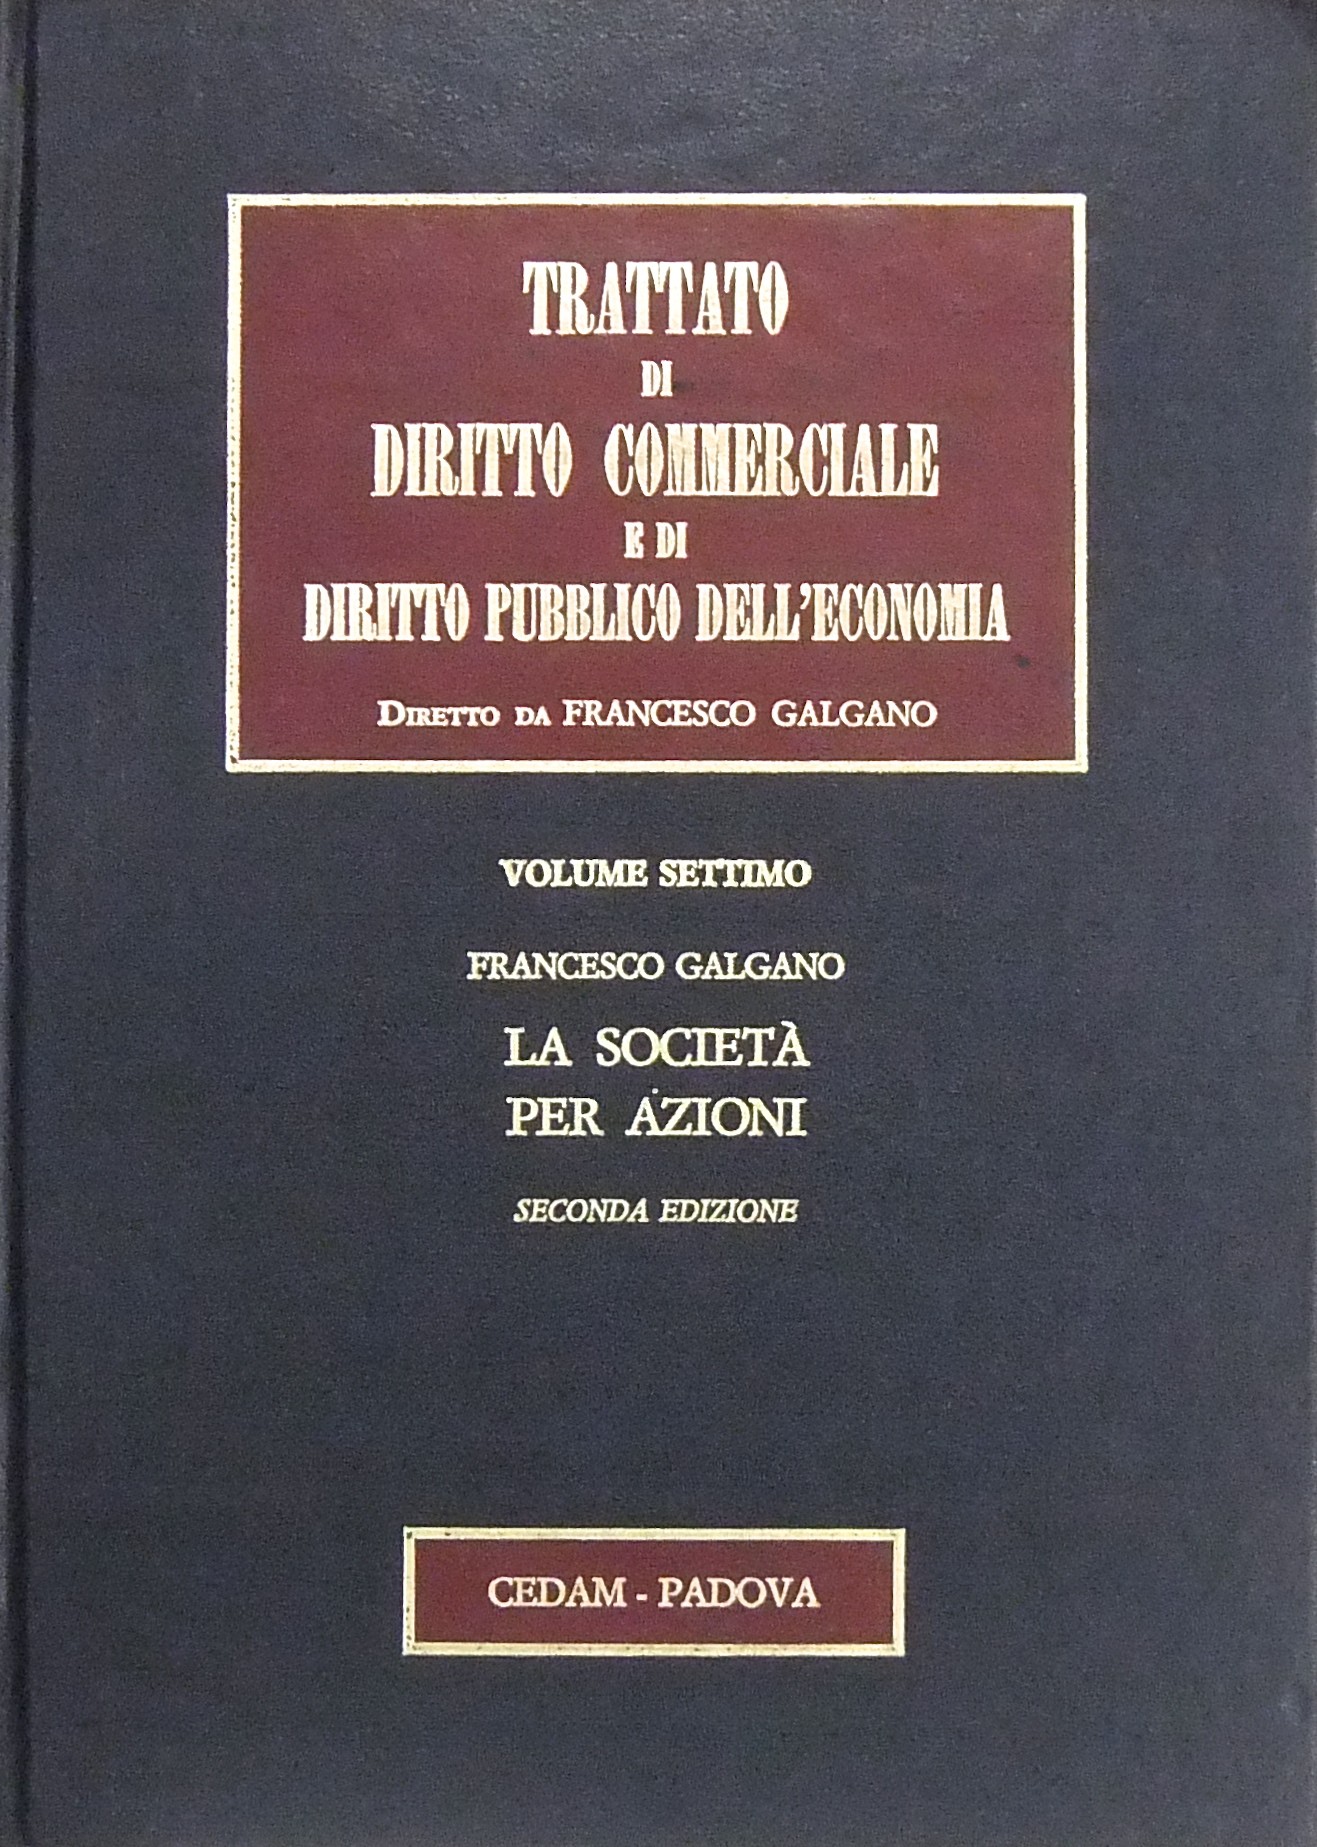 TRATTATO
DI
DIRITTO COMMERCIALE
E DI
DIRITTO PUBBLICO DELL'ECONOMIA
DIRETTO DA FRANCESCO GALGANO
VOLUME SETTIMO
FRANCESCO GALGANO
LA SOCIETÀ
PER AZIONI
SECONDA EDIZIONE
CEDAM - PADOVA